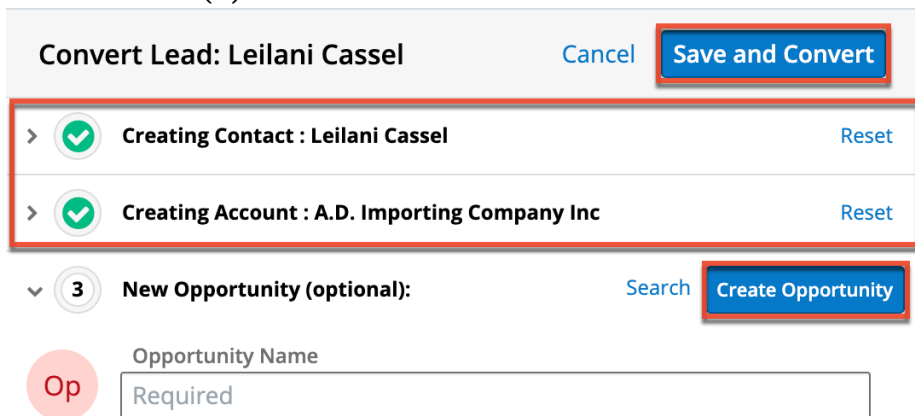 Convert Lead: Leilani Cassel Cancel Save and Convert
Creating Contact : Leilani Cassel Reset
Creating Account : A.D. Importing Company Inc Reset
3 New Opportunity (optional): Search Create Opportunity
Opportunity Name
Op Required